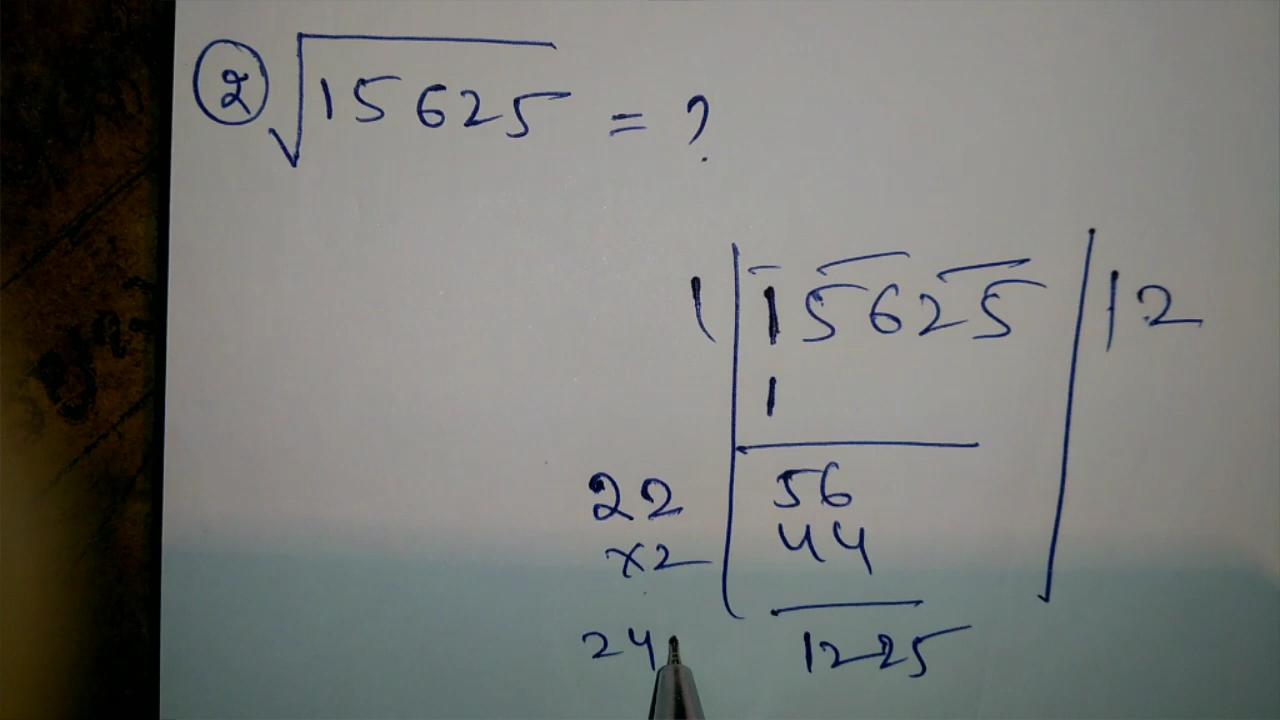 2 √15625 = ?
1 | 15625 | 12
1
22 | 56
×2 | 44
24 1225